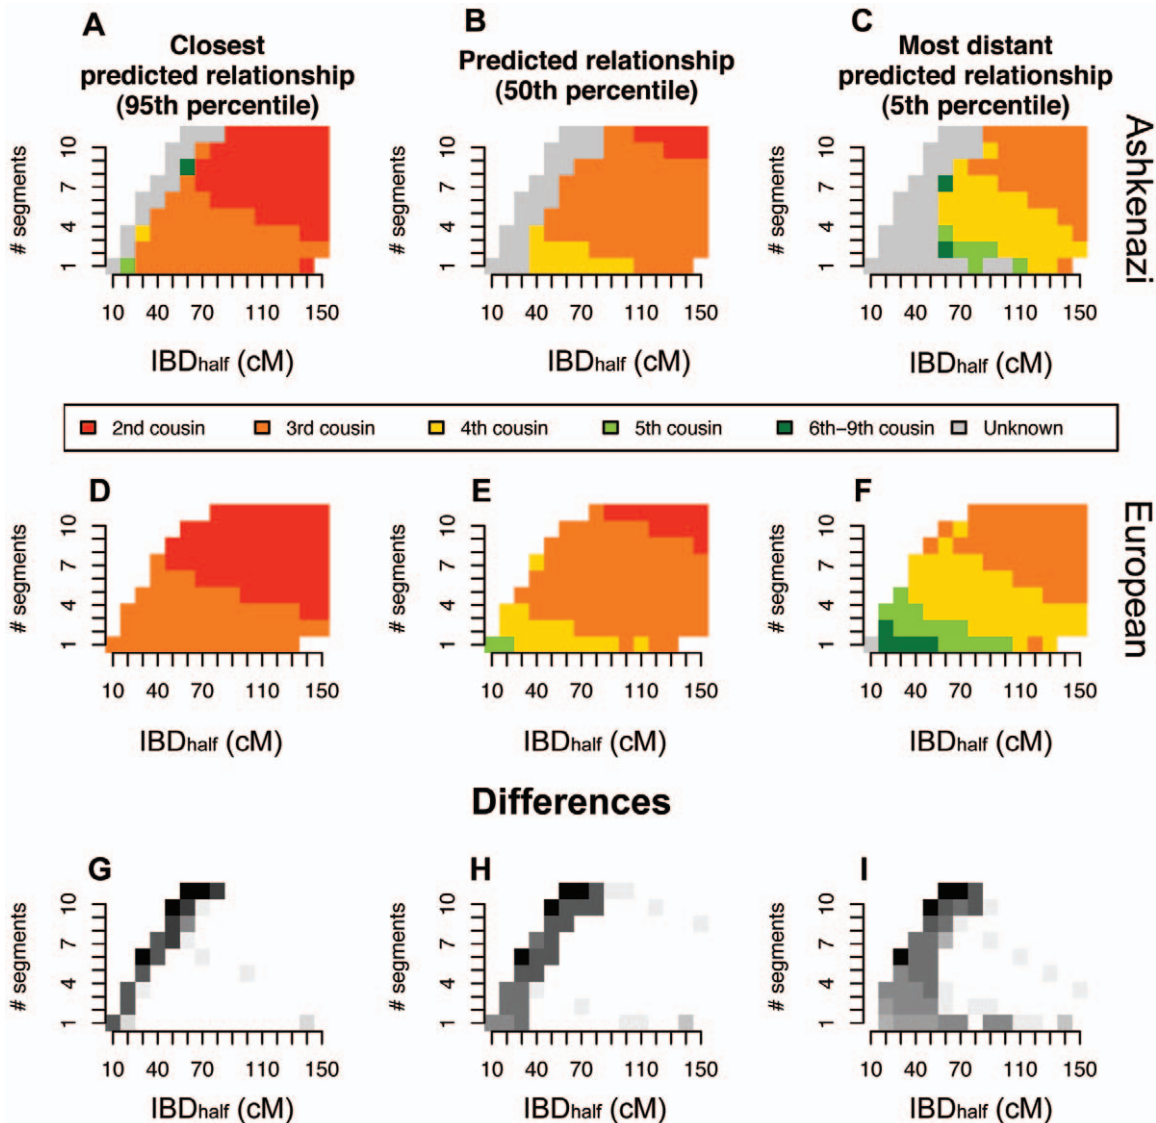 A
Closest
predicted relationship
(95th percentile)
B
Predicted relationship
(50th percentile)
C
Most distant
predicted relationship
(5th percentile)
Ashkenazi
# segments
10
7
4
1
10 40 70 110 150
IBDhalf (cM)
# segments
10
7
4
1
10 40 70 110 150
IBDhalf (cM)
# segments
10
7
4
1
10 40 70 110 150
IBDhalf (cM)
2nd cousin 3rd cousin 4th cousin 5th cousin 6th–9th cousin Unknown
D
# segments
10
7
4
1
10 40 70 110 150
IBDhalf (cM)
E
# segments
10
7
4
1
10 40 70 110 150
IBDhalf (cM)
F
# segments
10
7
4
1
10 40 70 110 150
IBDhalf (cM)
European
Differences
G
# segments
10
7
4
1
10 40 70 110 150
IBDhalf (cM)
H
# segments
10
7
4
1
10 40 70 110 150
IBDhalf (cM)
I
# segments
10
7
4
1
10 40 70 110 150
IBDhalf (cM)